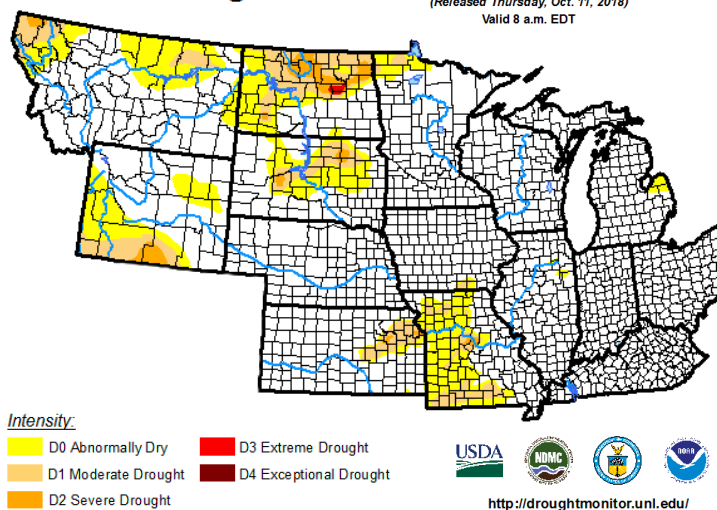 (Released Thursday, Oct. 11, 2018)
Valid 8 a.m. EDT
Intensity:
D0 Abnormally Dry
D1 Moderate Drought
D2 Severe Drought
D3 Extreme Drought
D4 Exceptional Drought
USDA
NDMC
NOAA
http://droughtmonitor.unl.edu/